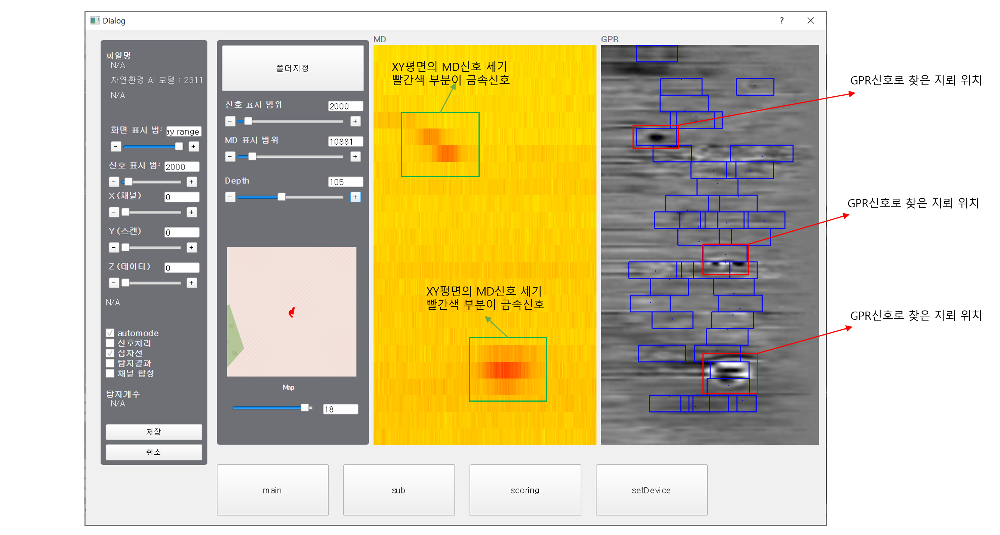 Dialog
?
파일명
N/A
자연환경 AI 모델 : 2311
N/A
화면 표시 범
ay range
신호 표시 범
2000
X(채널)
0
Y(스캔)
0
Z(데이터)
0
N/A
automode
신호처리
십자선
탐지결과
채널 합성
탐지개수
N/A
저장
취소
폴더지정
신호 표시 범위
2000
MD 표시 범위
10881
Depth
105
Map
18
MD
XY평면의 MD신호 세기
빨간색 부분이 금속신호
XY평면의 MD신호 세기
빨간색 부분이 금속신호
GPR
GPR신호로 찾은 지뢰 위치
GPR신호로 찾은 지뢰 위치
GPR신호로 찾은 지뢰 위치
main
sub
scoring
setDevice